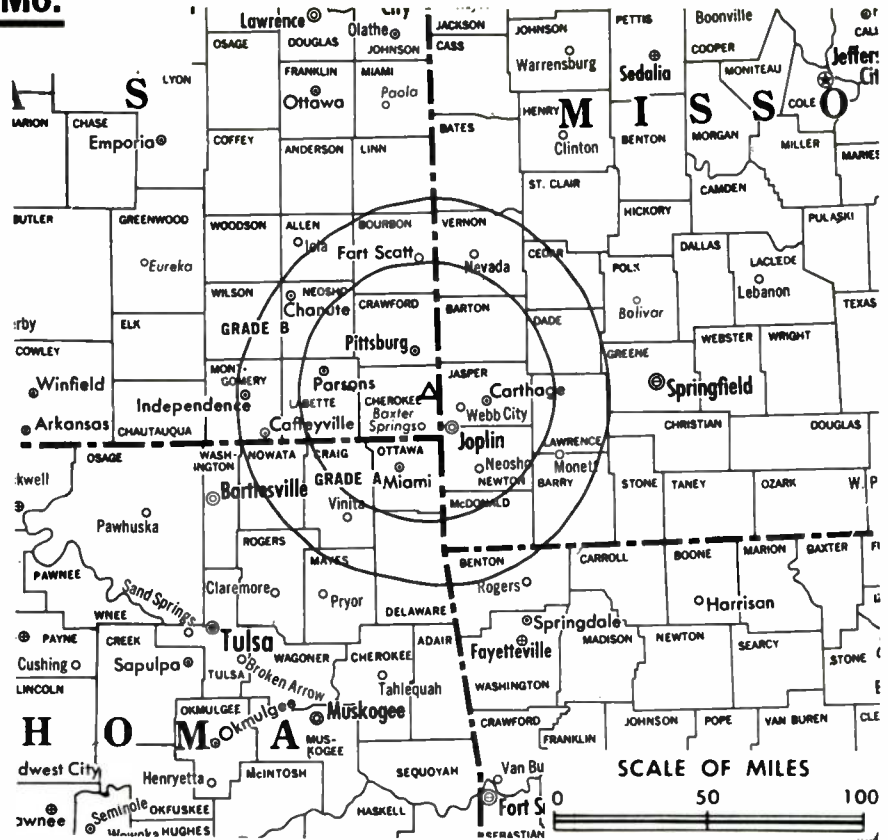 Mo.
City
Lawrence
Olathe
JACKSON
PETTIS
Boonville
OSAGE
DOUGLAS
JOHNSON
CASS
JOHNSON
Warrensburg
COOPER
Sedalia
MONITEAU
S
LYON
FRANKLIN
MIAMI
Ottawa
Paola
HENRY
M I S S O
COLE
CHASE
Emporia
BATES
Clinton
BENTON
MORGAN
MILLER
COFFEY
ANDERSON
LINN
ST. CLAIR
CAMDEN
BUTLER
GREENWOOD
WOODSON
ALLEN
BOURBON
VERNON
HICKORY
PULASKI
Iola
Fort Scott
Nevada
CEDAR
DALLAS
LACLEDE
Eureka
POLK
Lebanon
WILSON
NEOSHO
Chanute
CRAWFORD
BARTON
Bolivar
TEXAS
ELK
GRADE B
DADE
WEBSTER
WRIGHT
COWLEY
Pittsburg
GREENE
MONT-
GOMERY
JASPER
Winfield
Parsons
CHEROKEE
Carthage
Springfield
Independence
LABETTE
Baxter
Springs
Webb City
Arkansas
CHAUTAUQUA
Coffeyville
Joplin
CHRISTIAN
DOUGLAS
OSAGE
WASH-
INGTON
NOWATA
CRAIG
OTTAWA
LAWRENCE
Neosho
Monett
GRADE A
Miami
NEWTON
BARRY
STONE
TANEY
OZARK
Bartlesville
Vinita
McDONALD
Pawhuska
ROGERS
MAYES
BENTON
CARROLL
BOONE
MARION
BAXTER
PAWNEE
Sand Springs
Claremore
Pryor
Rogers
Harrison
DELAWARE
Springdale
PAYNE
CREEK
Tulsa
ADAIR
Fayetteville
MADISON
NEWTON
SEARCY
Cushing
Sapulpa
TULSA
Broken Arrow
WAGONER
CHEROKEE
STONE
LINCOLN
Tahlequah
WASHINGTON
OKMULGEE
Okmulgee
Muskogee
CRAWFORD
JOHNSON
POPE
VAN BUREN
H O M A
MUS-
KOGEE
FRANKLIN
Henryetta
McINTOSH
SEQUOYAH
SCALE OF MILES
Seminole
OKFUSKEE
HASKELL
0 50 100
HUGHES
SEBASTIAN